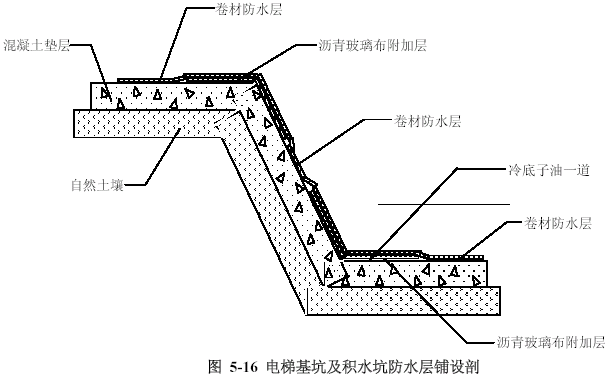 卷材防水层
混凝土垫层
沥青玻璃布附加层
卷材防水层
冷底子油一道
自然土壤
卷材防水层
沥青玻璃布附加层
图 5-16 电梯基坑及积水坑防水层铺设剖